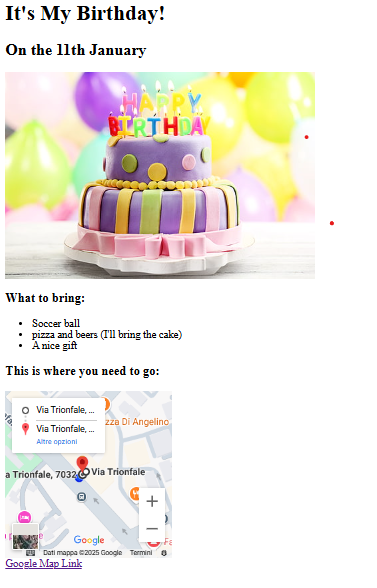 It's My Birthday!
On the 11th January
HAPPY
BIRTHDAY
What to bring:
Soccer ball
pizza and beers (I'll bring the cake)
A nice gift
This is where you need to go:
Via Trionfale, ...
Via Trionfale, ...
Altre opzioni
zza Di Angelino
a Trionfale, 7032
Via Trionfale
+
−
Google
Dati mappa ©2025 Google
Termini
Fa
Google Map Link